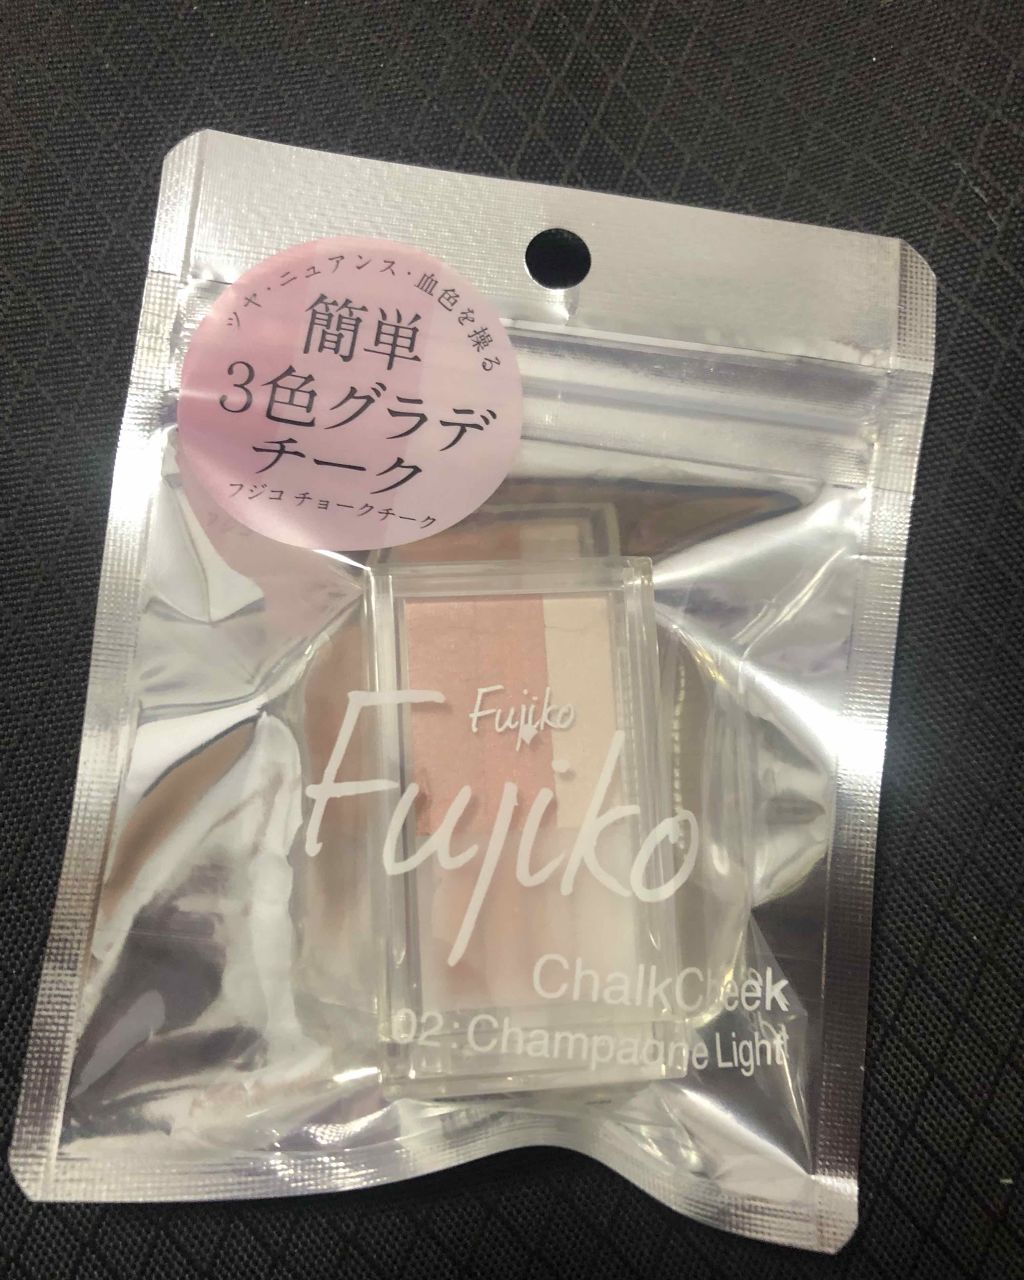 ツヤ・ニュアンス・血色を操る
簡単
3色グラデ
チーク
フジコ チョークチーク
Fujiko
Fujiko
ChalkCheek
02:Champagne Light